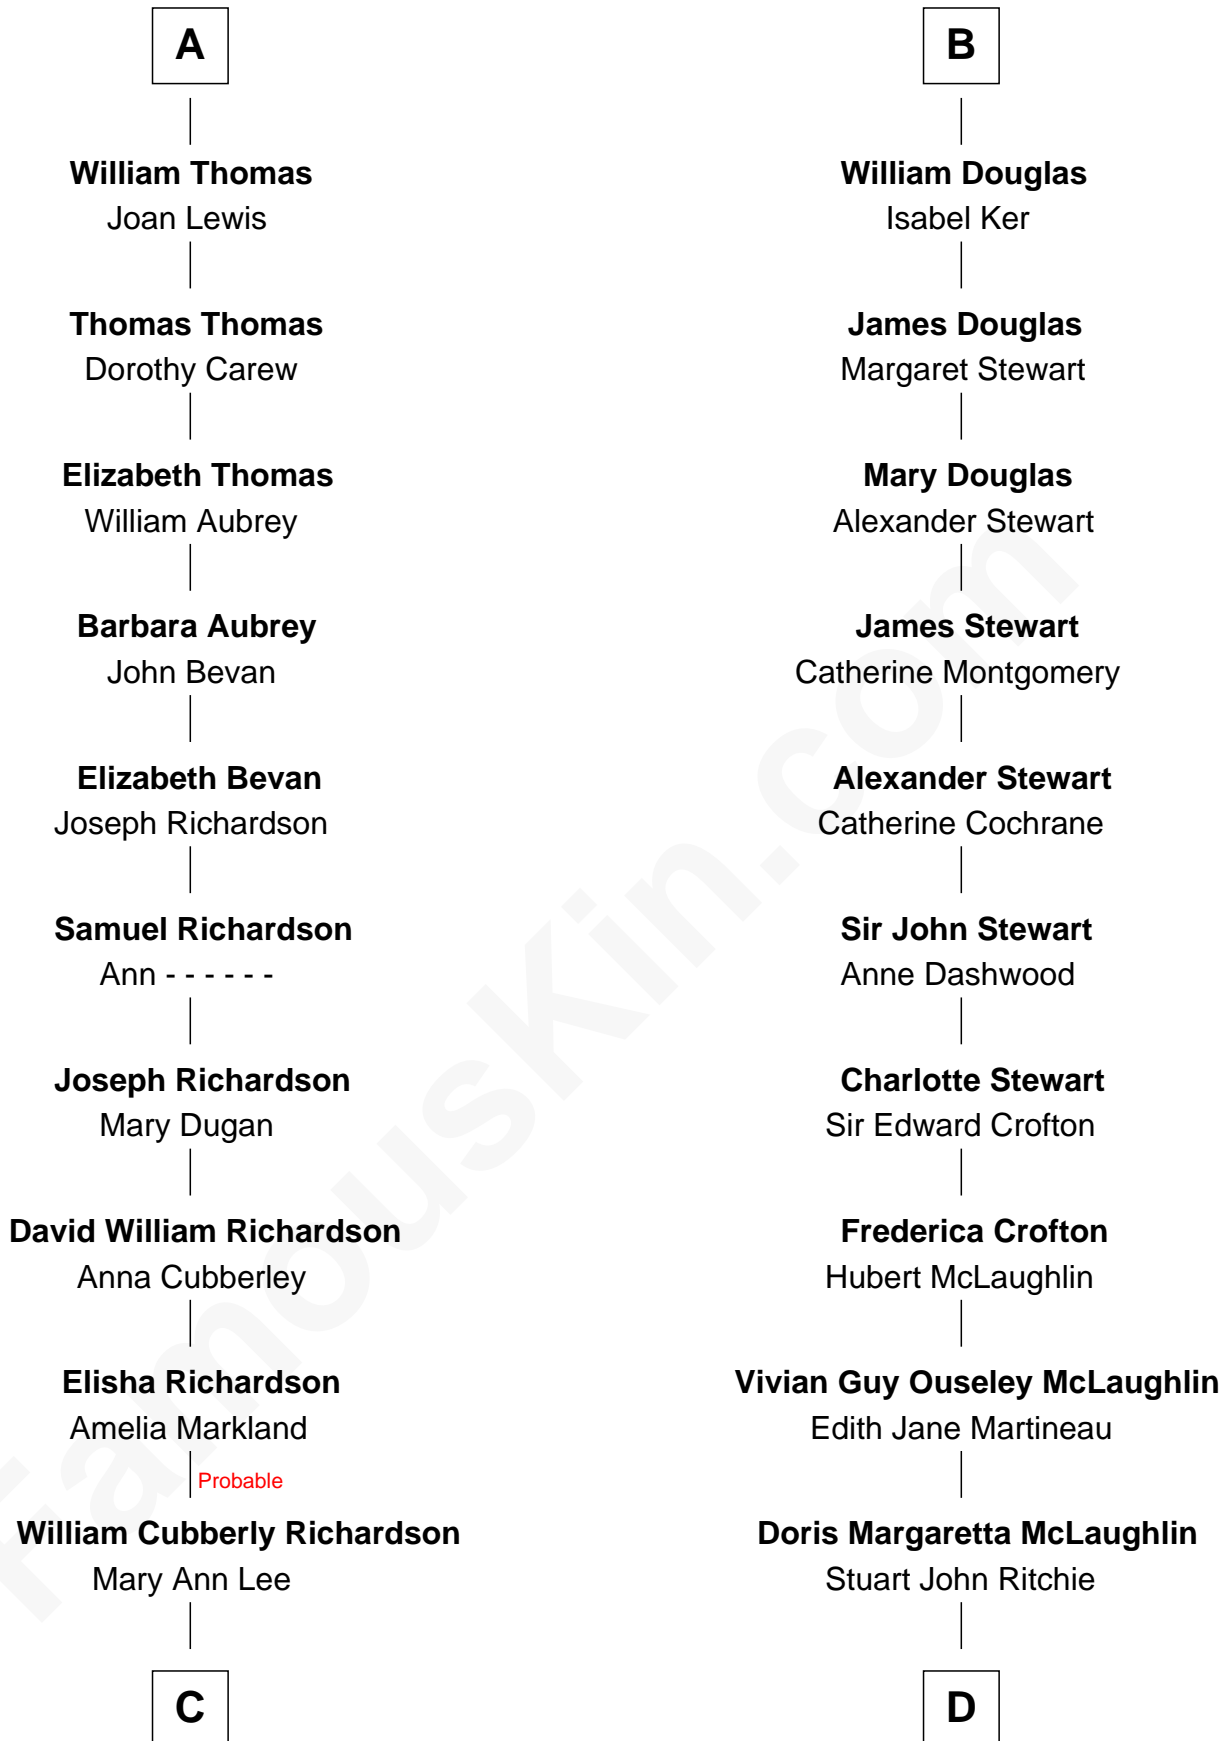 A
William Thomas
Joan Lewis
Thomas Thomas
Dorothy Carew
Elizabeth Thomas
William Aubrey
Barbara Aubrey
John Bevan
Elizabeth Bevan
Joseph Richardson
Samuel Richardson
Ann - - - - - -
Joseph Richardson
Mary Dugan
David William Richardson
Anna Cubberley
Elisha Richardson
Amelia Markland
Probable
William Cubberly Richardson
Mary Ann Lee
C
B
William Douglas
Isabel Ker
James Douglas
Margaret Stewart
Mary Douglas
Alexander Stewart
James Stewart
Catherine Montgomery
Alexander Stewart
Catherine Cochrane
Sir John Stewart
Anne Dashwood
Charlotte Stewart
Sir Edward Crofton
Frederica Crofton
Hubert McLaughlin
Vivian Guy Ouseley McLaughlin
Edith Jane Martineau
Doris Margaretta McLaughlin
Stuart John Ritchie
D
FamousKin.com